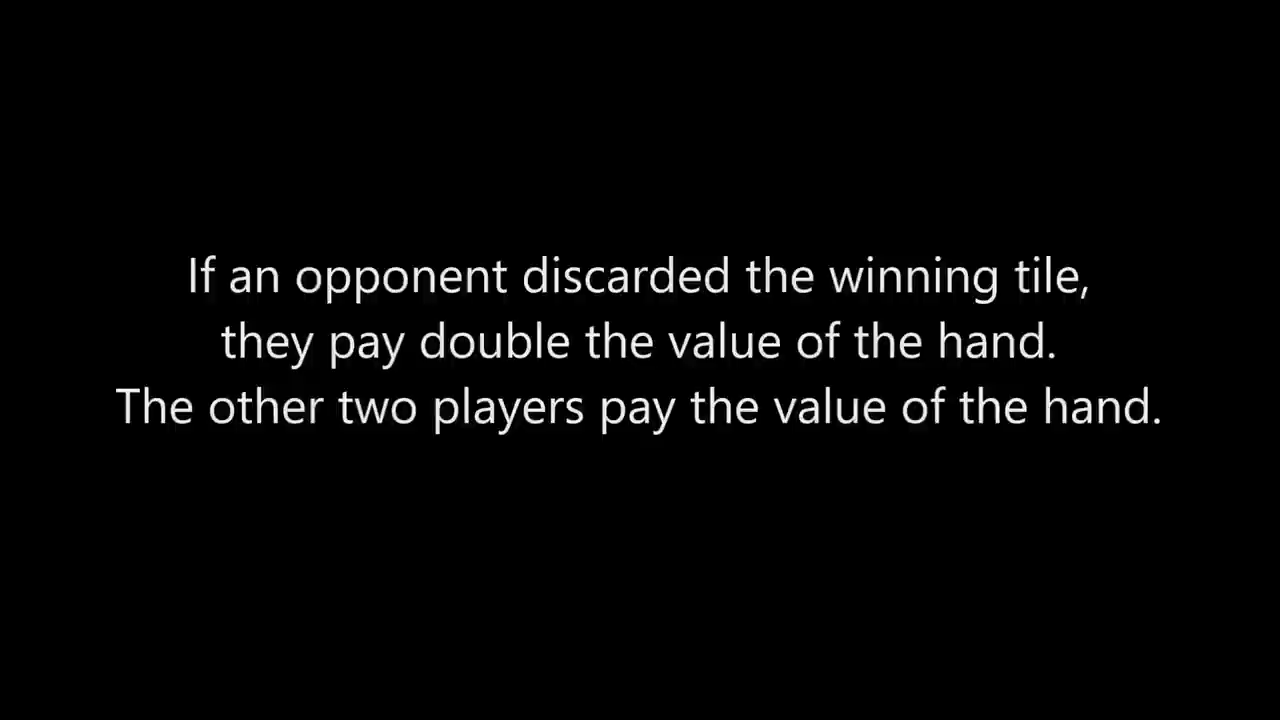 If an opponent discarded the winning tile,
they pay double the value of the hand.
The other two players pay the value of the hand.